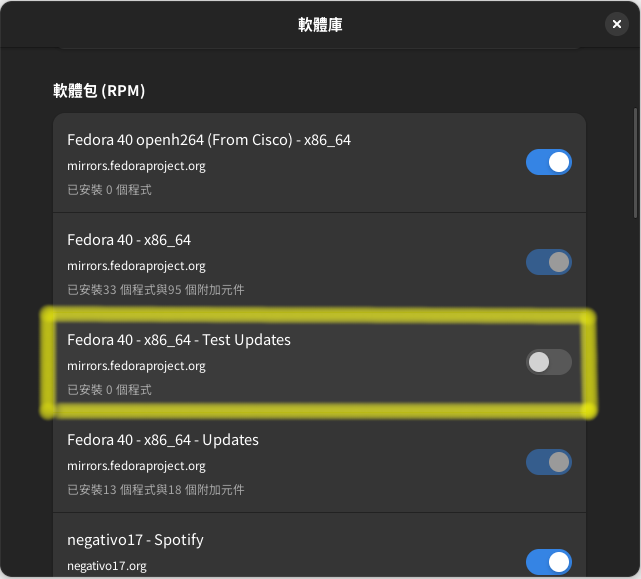 軟體庫
軟體包 (RPM)
Fedora 40 openh264 (From Cisco) - x86_64
mirrors.fedoraproject.org
已安裝 0 個程式
Fedora 40 - x86_64
mirrors.fedoraproject.org
已安裝33 個程式與95 個附加元件
Fedora 40 - x86_64 - Test Updates
mirrors.fedoraproject.org
已安裝 0 個程式
Fedora 40 - x86_64 - Updates
mirrors.fedoraproject.org
已安裝13 個程式與18 個附加元件
negativo17 - Spotify
negativo17.org